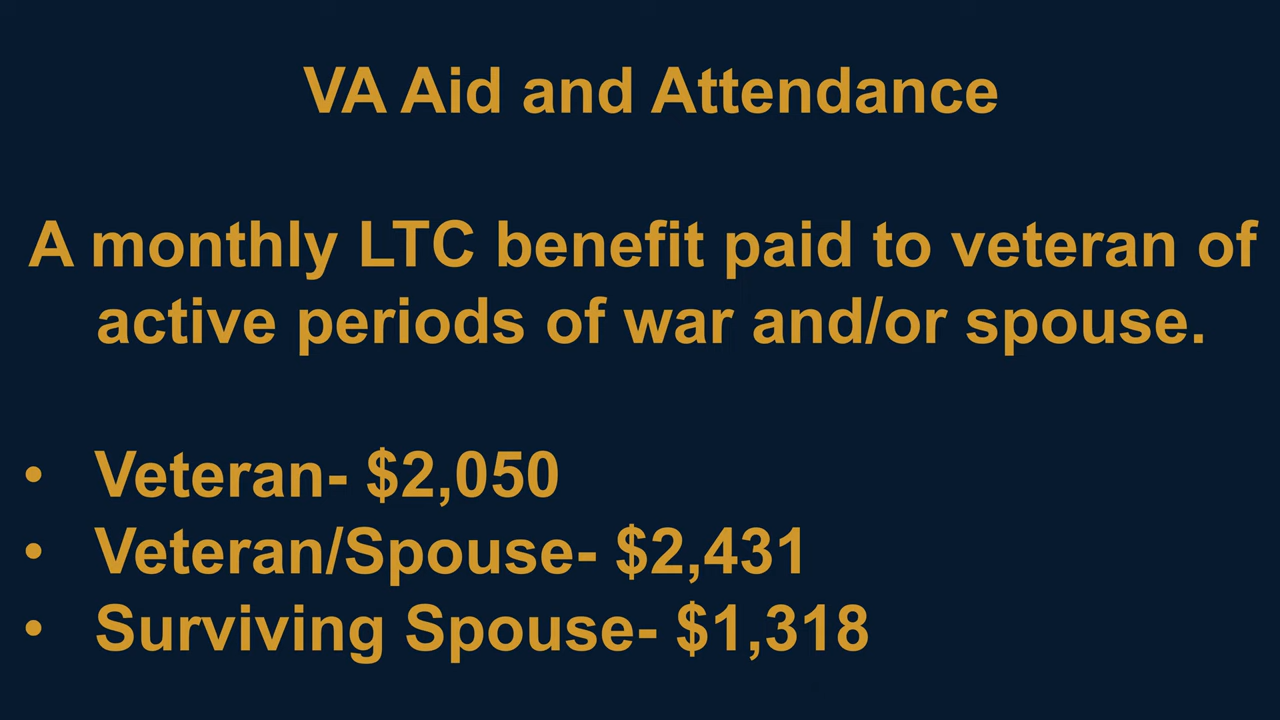 VA Aid and Attendance
A monthly LTC benefit paid to veteran of
active periods of war and/or spouse.
• Veteran- $2,050
• Veteran/Spouse- $2,431
• Surviving Spouse- $1,318